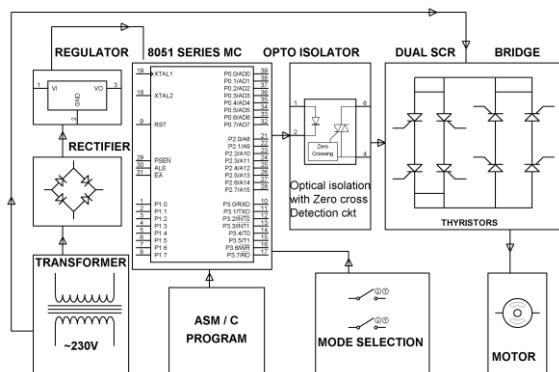 REGULATOR
8051 SERIES MC
OPTO ISOLATOR
DUAL SCR
BRIDGE
1
VI
VO
3
GND
2
RECTIFIER
TRANSFORMER
~230V
19
XTAL1
18
XTAL2
9
RST
29
PSEN
30
ALE
31
EA
1
P1.0
2
P1.1
3
P1.2
4
P1.3
5
P1.4
6
P1.5
7
P1.6
8
P1.7
P0.0/AD0
39
P0.1/AD1
38
P0.2/AD2
37
P0.3/AD3
36
P0.4/AD4
35
P0.5/AD5
34
P0.6/AD6
33
P0.7/AD7
32
P2.0/A8
21
P2.1/A9
22
P2.2/A10
23
P2.3/A11
24
P2.4/A12
25
P2.5/A13
26
P2.6/A14
27
P2.7/A15
28
P3.0/RXD
10
P3.1/TXD
11
P3.2/INT0
12
P3.3/INT1
13
P3.4/T0
14
P3.5/T1
15
P3.6/WR
16
P3.7/RD
17
1
6
2
4
Zero
Crossing
Optical isolation
with Zero cross
Detection ckt
THYRISTORS
ASM / C
PROGRAM
MODE SELECTION
MOTOR